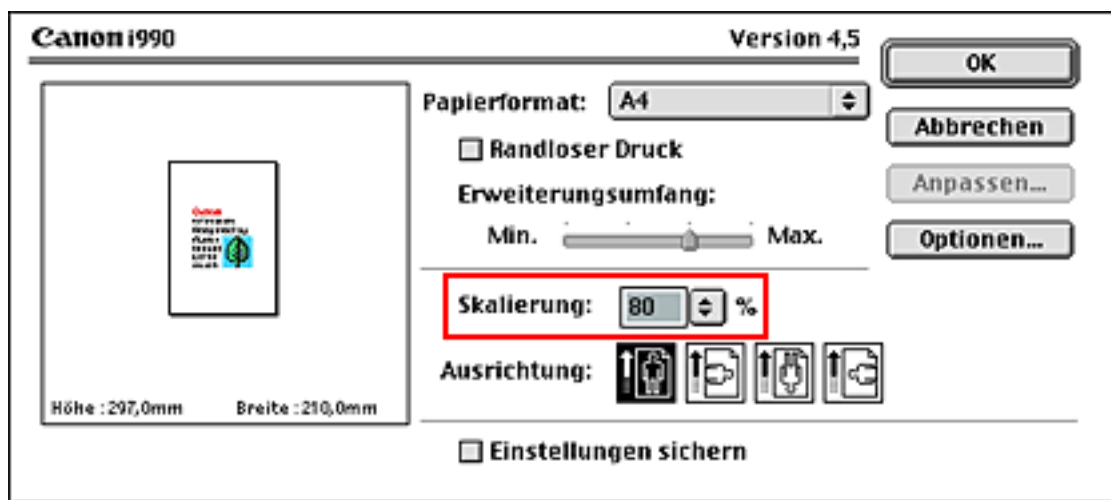 Canon i990
Version 4,5
OK
Papierformat: A4
Abbrechen
Randloser Druck
Anpassen...
Erweiterungsumfang:
Min. Max.
Optionen...
Skalierung: 80 %
Ausrichtung:
Höhe :297,0mm Breite :210,0mm
Einstellungen sichern